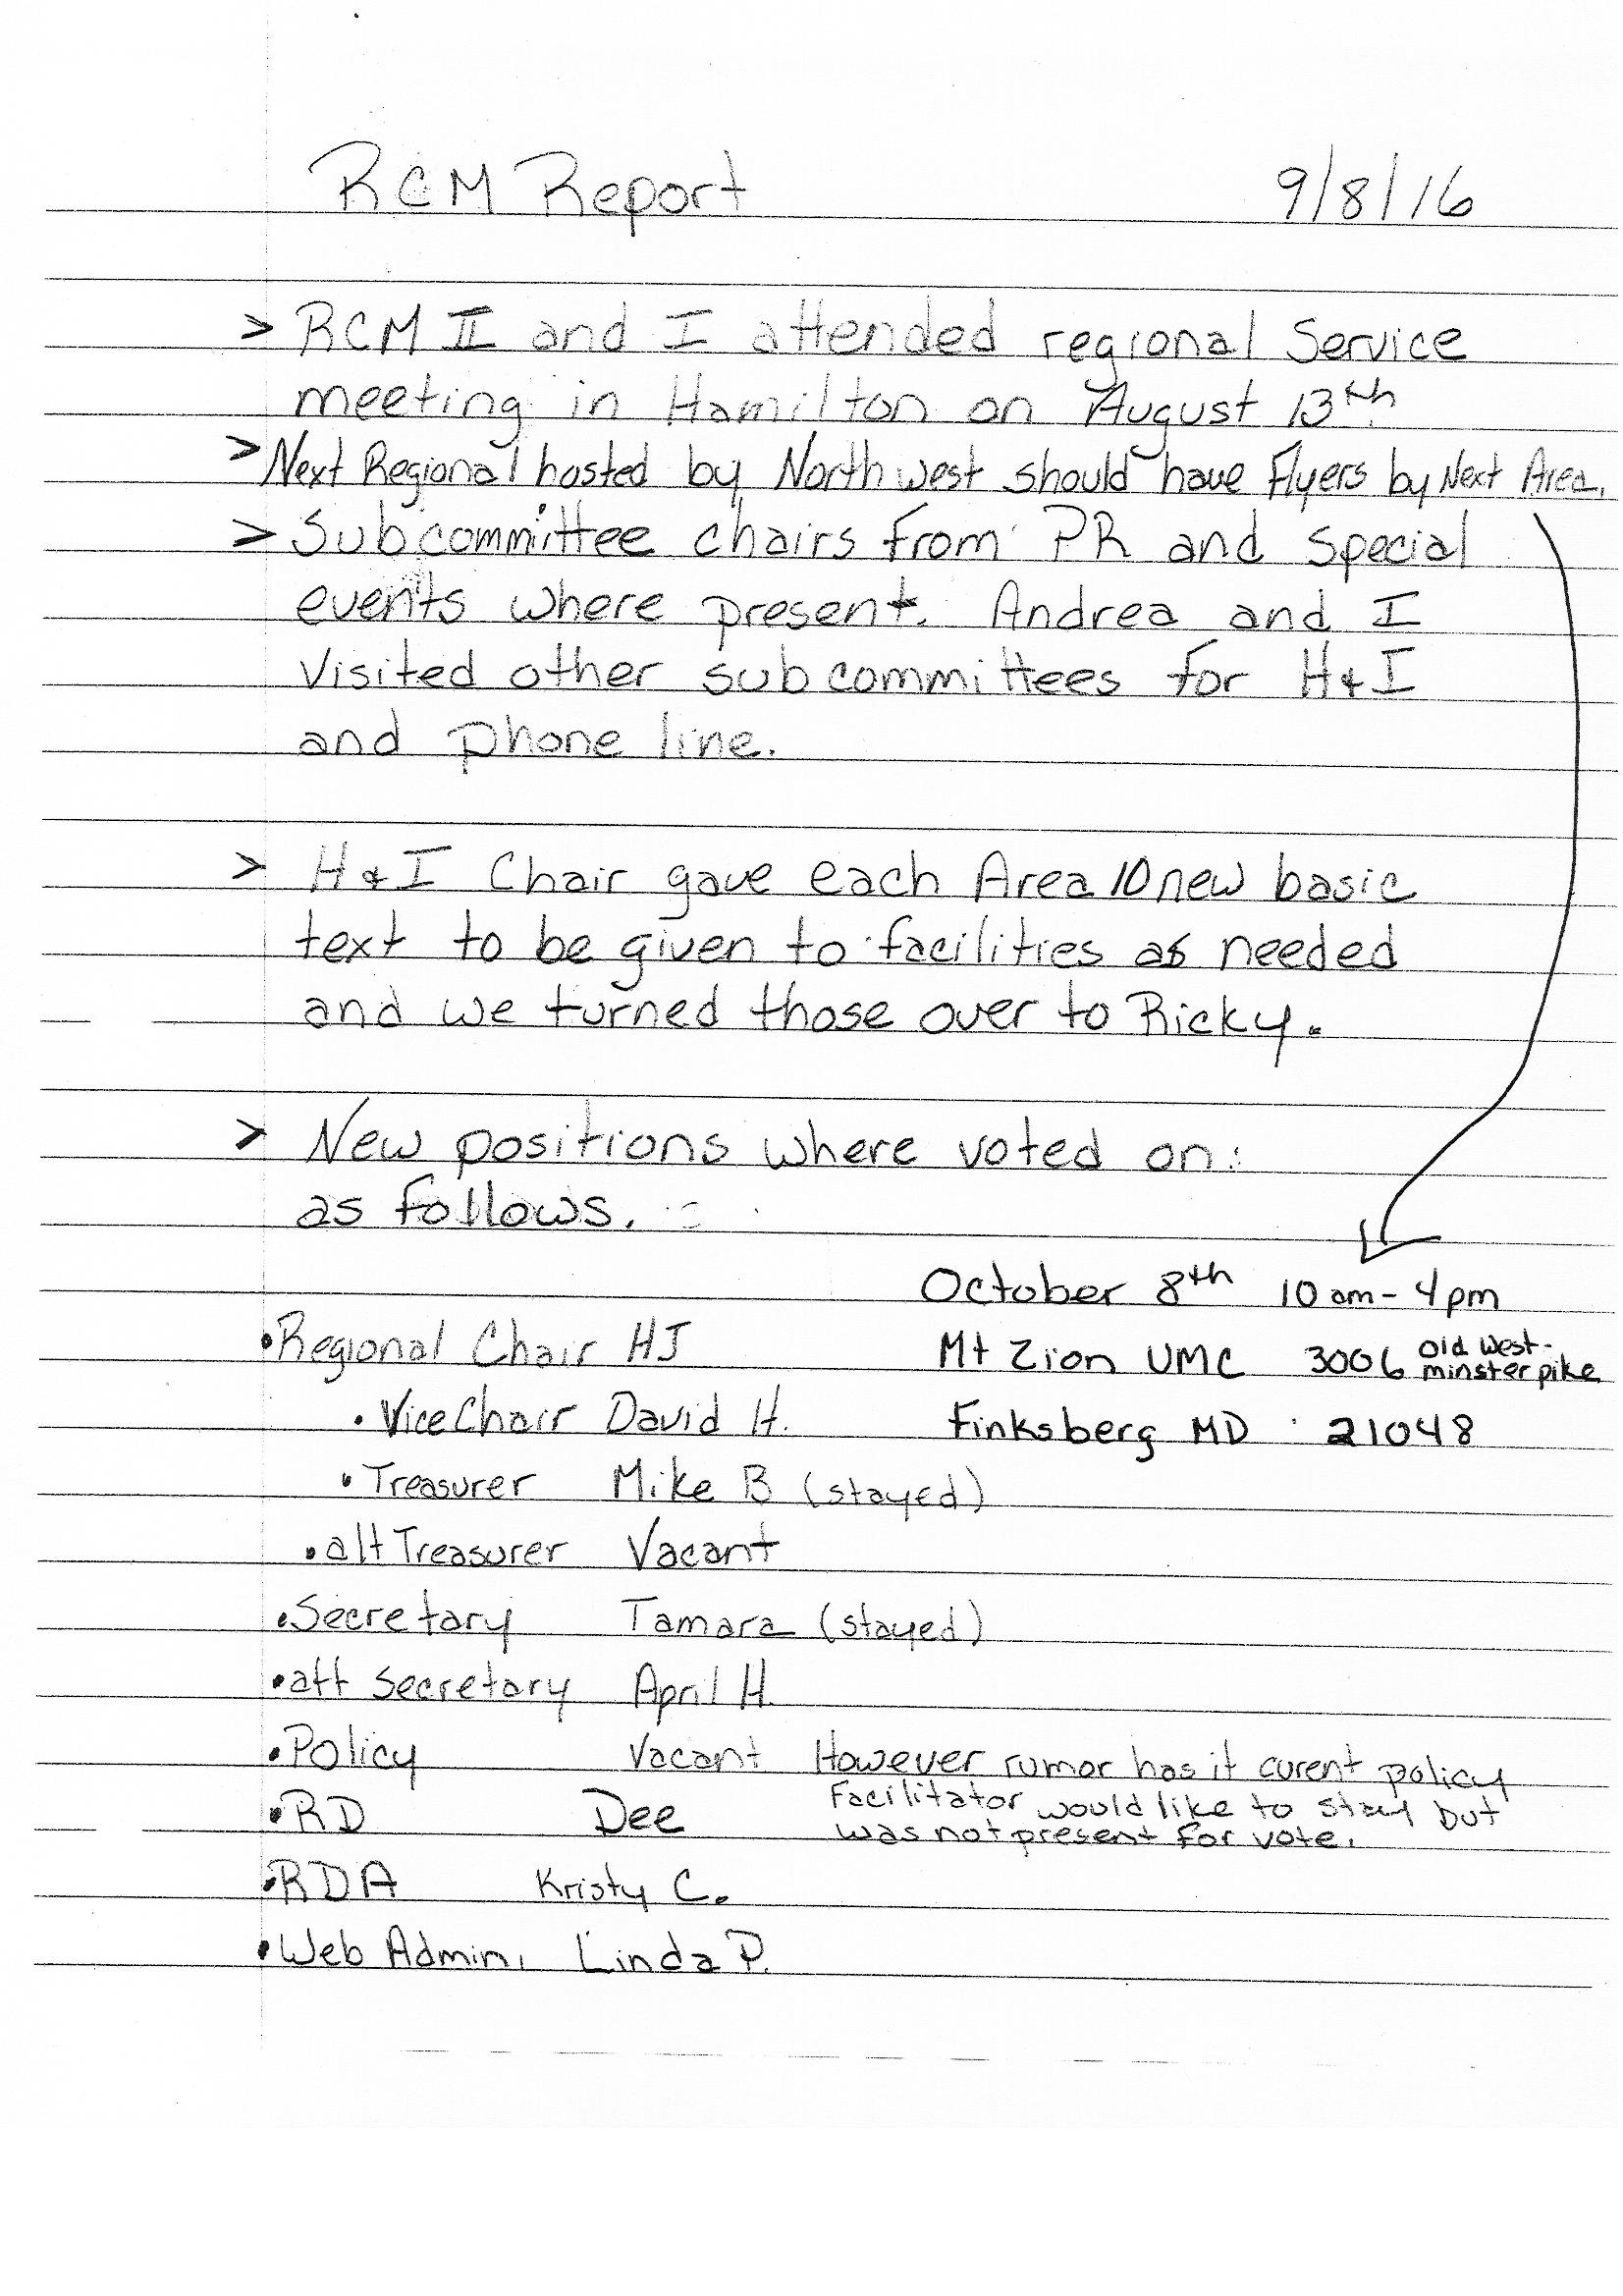 RCM Report 9/8/16
> RCM II and I attended regional Service
meeting in Hamilton on August 13th.
> Next Regional hosted by North west should have Flyers by Next Area.
> Subcommittee chairs from PR and special
events where present. Andrea and I
visited other subcommittees for H&I
and phone line.
> H&I Chair gave each Area 10 new basic
text to be given to facilities as needed
and we turned those over to Ricky.
> New positions where voted on:
as follows.
October 8th 10am-4pm
•Regional Chair HJ
Mt Zion UMC 3006 old west-
minster pike
•Vice Chair David H.
Finksberg MD 21048
•Treasurer Mike B (stayed)
•alt Treasurer Vacant
•Secretary Tamara (stayed)
•alt secretary April H.
•Policy Vacant However rumor has it curent policy
Facilitator would like to stay but
was not present for vote.
•RD Dee
•RDA Kristy C.
•Web Admin. Linda P.